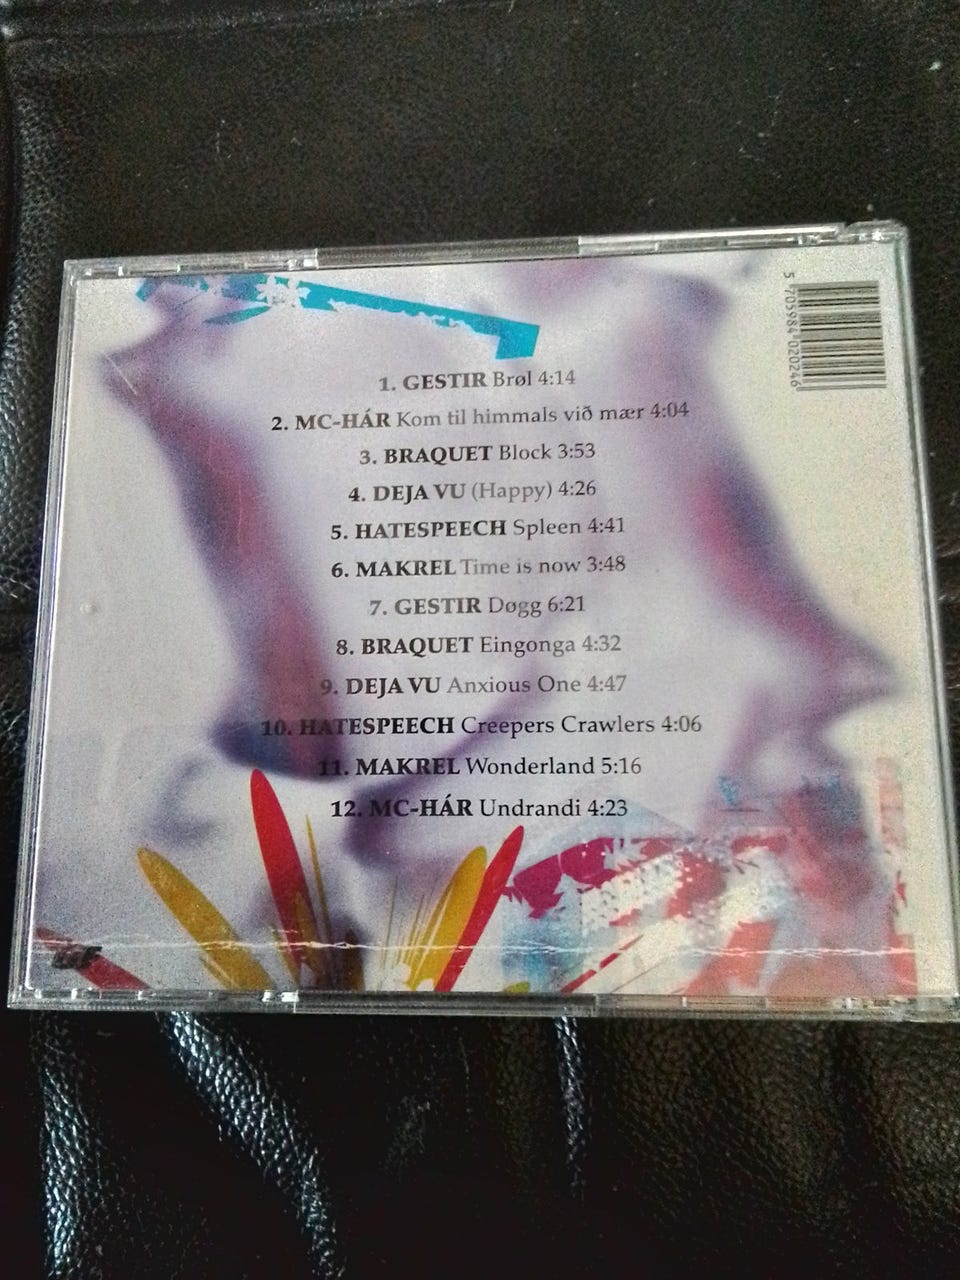 5 705984 020246
1. GESTIR Brøl 4:14
2. MC-HÁR Kom til himmals við mær 4:04
3. BRAQUET Block 3:53
4. DEJA VU (Happy) 4:26
5. HATESPEECH Spleen 4:41
6. MAKREL Time is now 3:48
7. GESTIR Døgg 6:21
8. BRAQUET Eingonga 4:32
9. DEJA VU Anxious One 4:47
10. HATESPEECH Creepers Crawlers 4:06
11. MAKREL Wonderland 5:16
12. MC-HÁR Undrandi 4:23